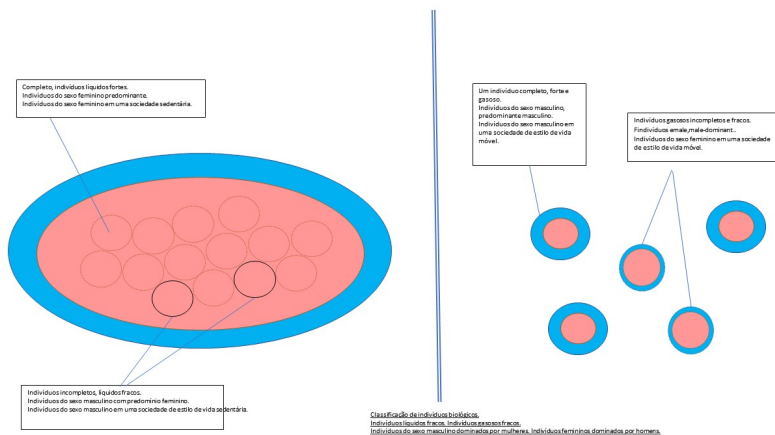 Completo, indivíduos líquidos fortes.
Indivíduos do sexo feminino predominante.
Indivíduos do sexo feminino em uma sociedade sedentária.
Um indivíduo completo, forte e
gasoso.
Indivíduos do sexo masculino,
predominante masculino.
Indivíduos do sexo masculino em
uma sociedade de estilo de vida
móvel.
Indivíduos gasosos incompletos e fracos.
Findivíduos emale,male-dominant..
Indivíduos do sexo feminino em uma sociedade
de estilo de vida móvel.
Indivíduos incompletos, líquidos fracos.
Indivíduos do sexo masculino com predomínio feminino.
Indivíduos do sexo masculino em uma sociedade de estilo de vida sedentária.
Classificação de indivíduos biológicos.
Indivíduos líquidos fracos. Indivíduos gasosos fracos.
Indivíduos do sexo masculino dominados por mulheres. Indivíduos femininos dominados por homens.